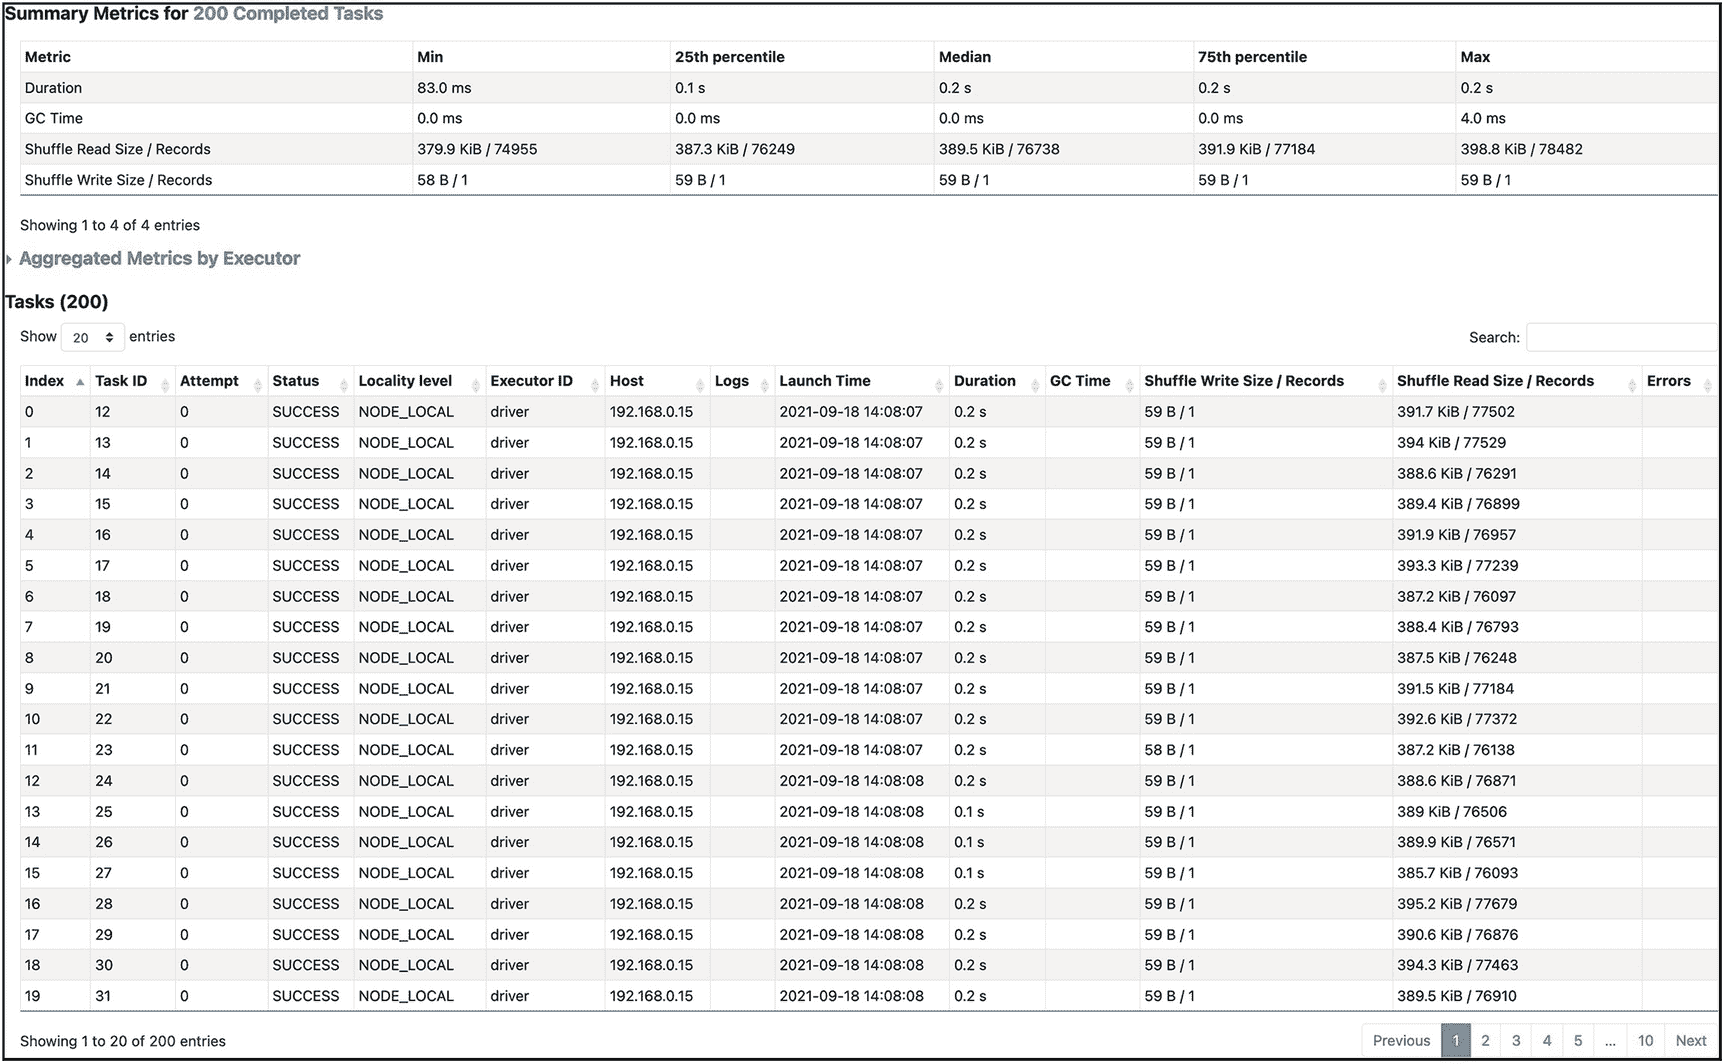 Summary Metrics for 200 Completed Tasks
Metric Min 25th percentile Median 75th percentile Max
Duration 83.0 ms 0.1 s 0.2 s 0.2 s 0.2 s
GC Time 0.0 ms 0.0 ms 0.0 ms 0.0 ms 4.0 ms
Shuffle Read Size / Records 379.9 KiB / 74955 387.3 KiB / 76249 389.5 KiB / 76738 391.9 KiB / 77184 398.8 KiB / 78482
Shuffle Write Size / Records 58 B / 1 59 B / 1 59 B / 1 59 B / 1 59 B / 1
Showing 1 to 4 of 4 entries
Aggregated Metrics by Executor
Tasks (200)
Show 20 entries Search:
Index Task ID Attempt Status Locality level Executor ID Host Logs Launch Time Duration GC Time Shuffle Write Size / Records Shuffle Read Size / Records Errors
0 12 0 SUCCESS NODE_LOCAL driver 192.168.0.15 2021-09-18 14:08:07 0.2 s 59 B / 1 391.7 KiB / 77502
1 13 0 SUCCESS NODE_LOCAL driver 192.168.0.15 2021-09-18 14:08:07 0.2 s 59 B / 1 394 KiB / 77529
2 14 0 SUCCESS NODE_LOCAL driver 192.168.0.15 2021-09-18 14:08:07 0.2 s 59 B / 1 388.6 KiB / 76291
3 15 0 SUCCESS NODE_LOCAL driver 192.168.0.15 2021-09-18 14:08:07 0.2 s 59 B / 1 389.4 KiB / 76899
4 16 0 SUCCESS NODE_LOCAL driver 192.168.0.15 2021-09-18 14:08:07 0.2 s 59 B / 1 391.9 KiB / 76957
5 17 0 SUCCESS NODE_LOCAL driver 192.168.0.15 2021-09-18 14:08:07 0.2 s 59 B / 1 393.3 KiB / 77239
6 18 0 SUCCESS NODE_LOCAL driver 192.168.0.15 2021-09-18 14:08:07 0.2 s 59 B / 1 387.2 KiB / 76097
7 19 0 SUCCESS NODE_LOCAL driver 192.168.0.15 2021-09-18 14:08:07 0.2 s 59 B / 1 388.4 KiB / 76793
8 20 0 SUCCESS NODE_LOCAL driver 192.168.0.15 2021-09-18 14:08:07 0.2 s 59 B / 1 387.5 KiB / 76248
9 21 0 SUCCESS NODE_LOCAL driver 192.168.0.15 2021-09-18 14:08:07 0.2 s 59 B / 1 391.5 KiB / 77184
10 22 0 SUCCESS NODE_LOCAL driver 192.168.0.15 2021-09-18 14:08:07 0.2 s 59 B / 1 392.6 KiB / 77372
11 23 0 SUCCESS NODE_LOCAL driver 192.168.0.15 2021-09-18 14:08:07 0.2 s 58 B / 1 387.2 KiB / 76138
12 24 0 SUCCESS NODE_LOCAL driver 192.168.0.15 2021-09-18 14:08:08 0.2 s 59 B / 1 388.6 KiB / 76871
13 25 0 SUCCESS NODE_LOCAL driver 192.168.0.15 2021-09-18 14:08:08 0.1 s 59 B / 1 389 KiB / 76506
14 26 0 SUCCESS NODE_LOCAL driver 192.168.0.15 2021-09-18 14:08:08 0.1 s 59 B / 1 389.9 KiB / 76571
15 27 0 SUCCESS NODE_LOCAL driver 192.168.0.15 2021-09-18 14:08:08 0.1 s 59 B / 1 385.7 KiB / 76093
16 28 0 SUCCESS NODE_LOCAL driver 192.168.0.15 2021-09-18 14:08:08 0.2 s 59 B / 1 395.2 KiB / 77679
17 29 0 SUCCESS NODE_LOCAL driver 192.168.0.15 2021-09-18 14:08:08 0.2 s 59 B / 1 390.6 KiB / 76876
18 30 0 SUCCESS NODE_LOCAL driver 192.168.0.15 2021-09-18 14:08:08 0.2 s 59 B / 1 394.3 KiB / 77463
19 31 0 SUCCESS NODE_LOCAL driver 192.168.0.15 2021-09-18 14:08:08 0.2 s 59 B / 1 389.5 KiB / 76910
Showing 1 to 20 of 200 entries Previous 1 2 3 4 5 ... 10 Next